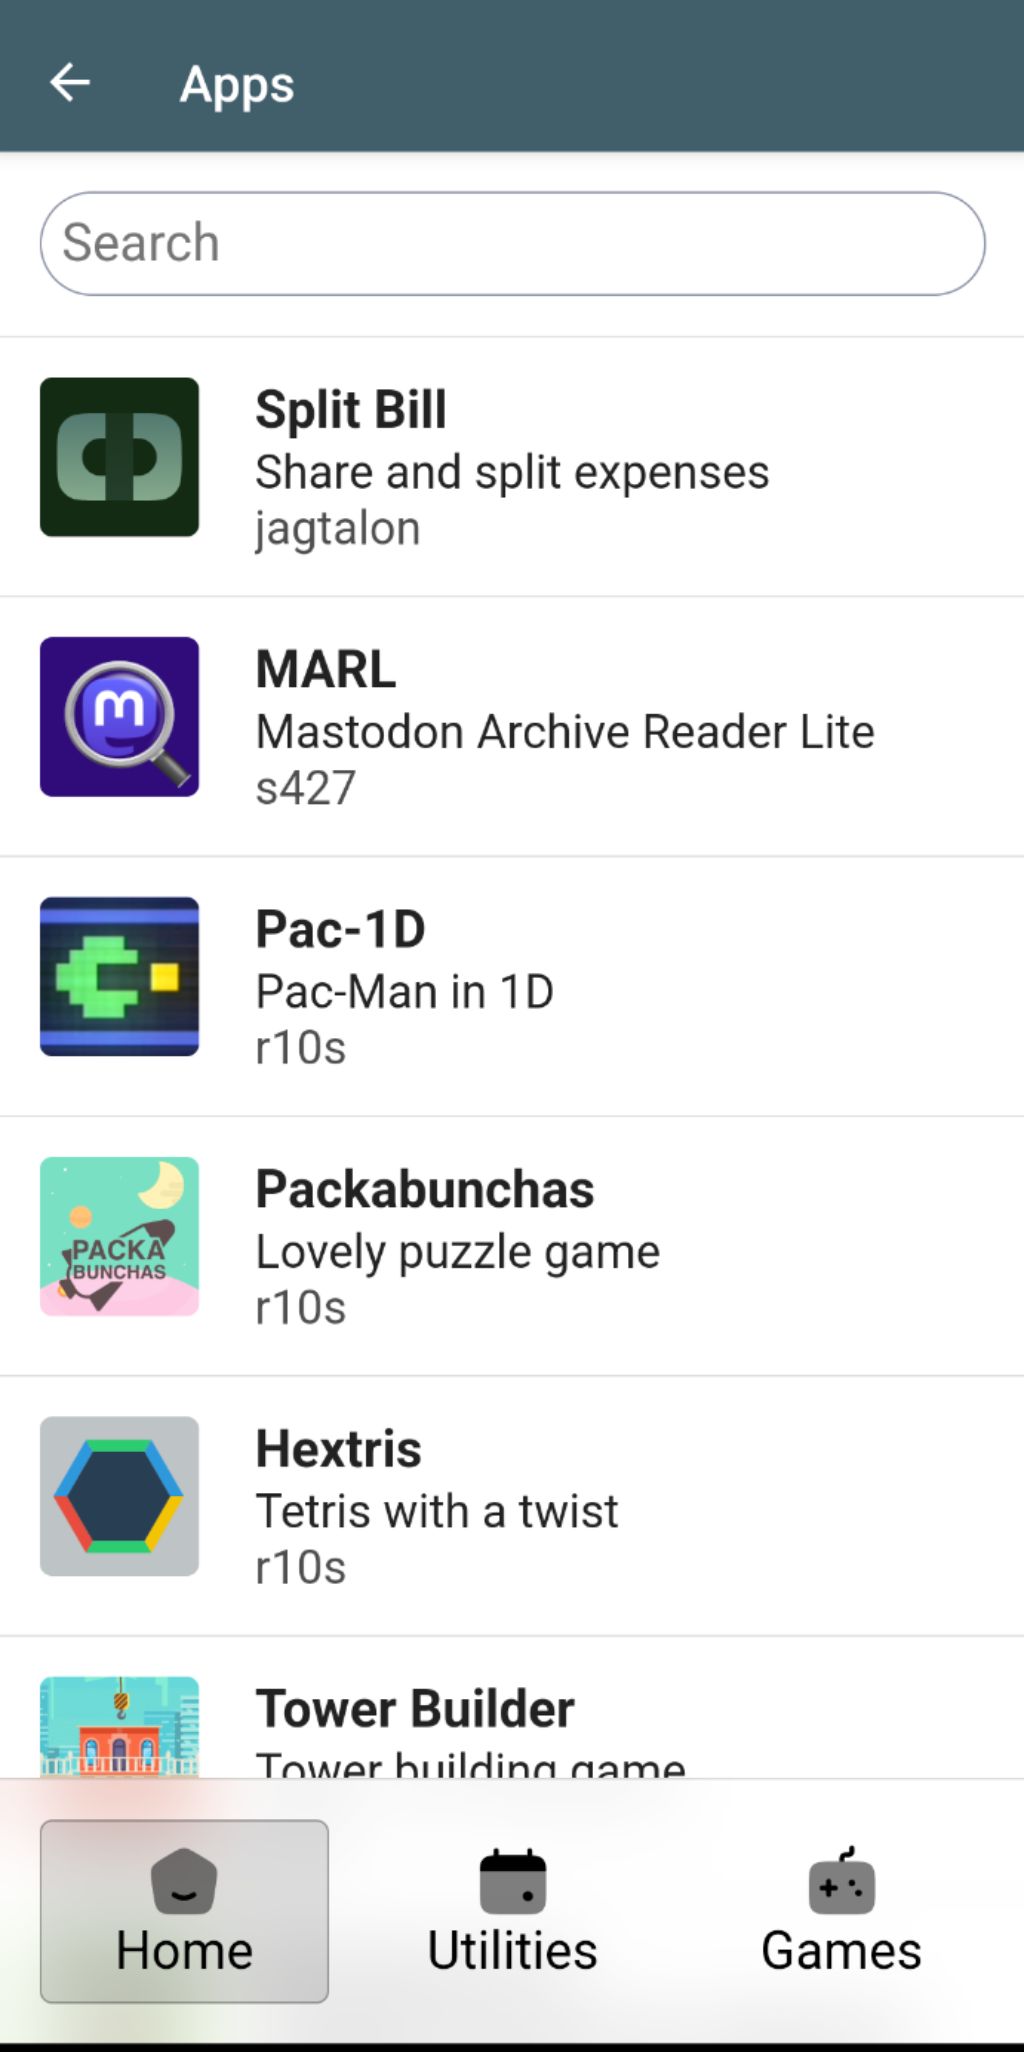 Apps
Search
Split Bill
Share and split expenses
jagtalon
MARL
Mastodon Archive Reader Lite
s427
Pac-1D
Pac-Man in 1D
r10s
PACKA
BUNCHAS
Packabunchas
Lovely puzzle game
r10s
Hextris
Tetris with a twist
r10s
Tower Builder
Tower building game
Home
Utilities
Games